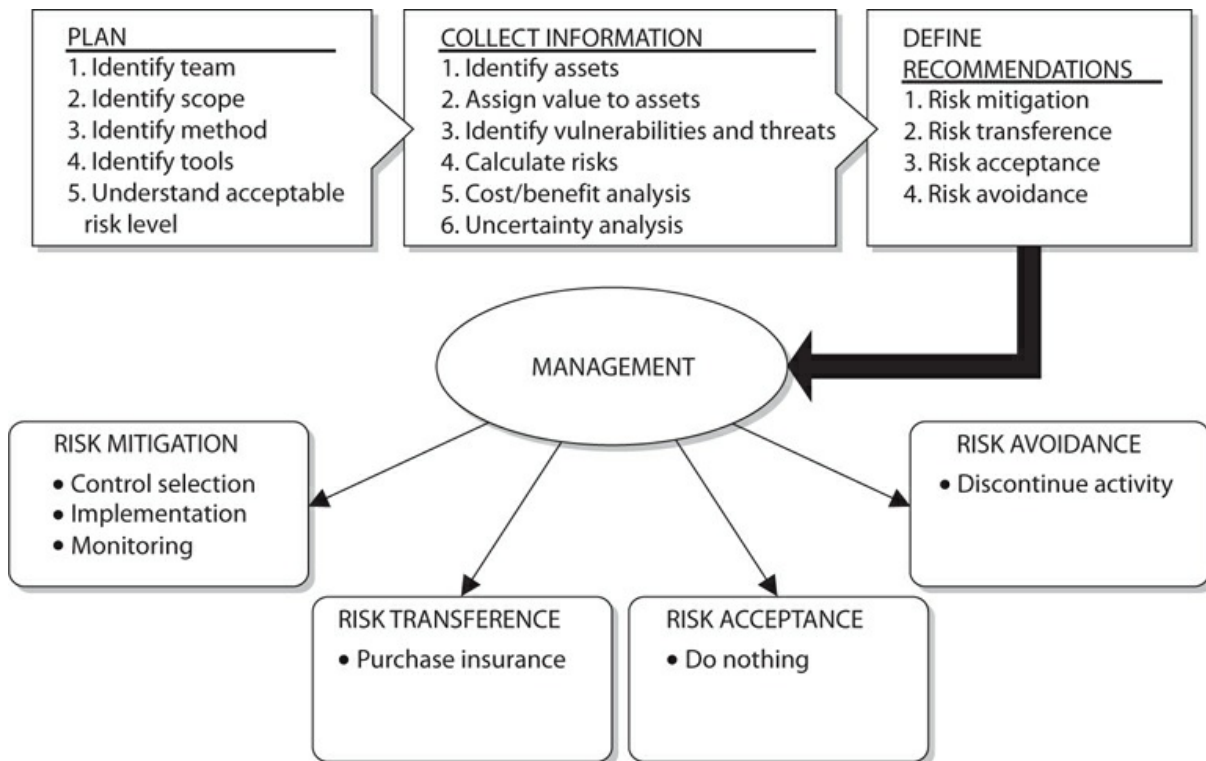 PLAN
1. Identify team
2. Identify scope
3. Identify method
4. Identify tools
5. Understand acceptable
risk level
COLLECT INFORMATION
1. Identify assets
2. Assign value to assets
3. Identify vulnerabilities and threats
4. Calculate risks
5. Cost/benefit analysis
6. Uncertainty analysis
DEFINE
RECOMMENDATIONS
1. Risk mitigation
2. Risk transference
3. Risk acceptance
4. Risk avoidance
MANAGEMENT
RISK MITIGATION
• Control selection
• Implementation
• Monitoring
RISK TRANSFERENCE
• Purchase insurance
RISK ACCEPTANCE
• Do nothing
RISK AVOIDANCE
• Discontinue activity